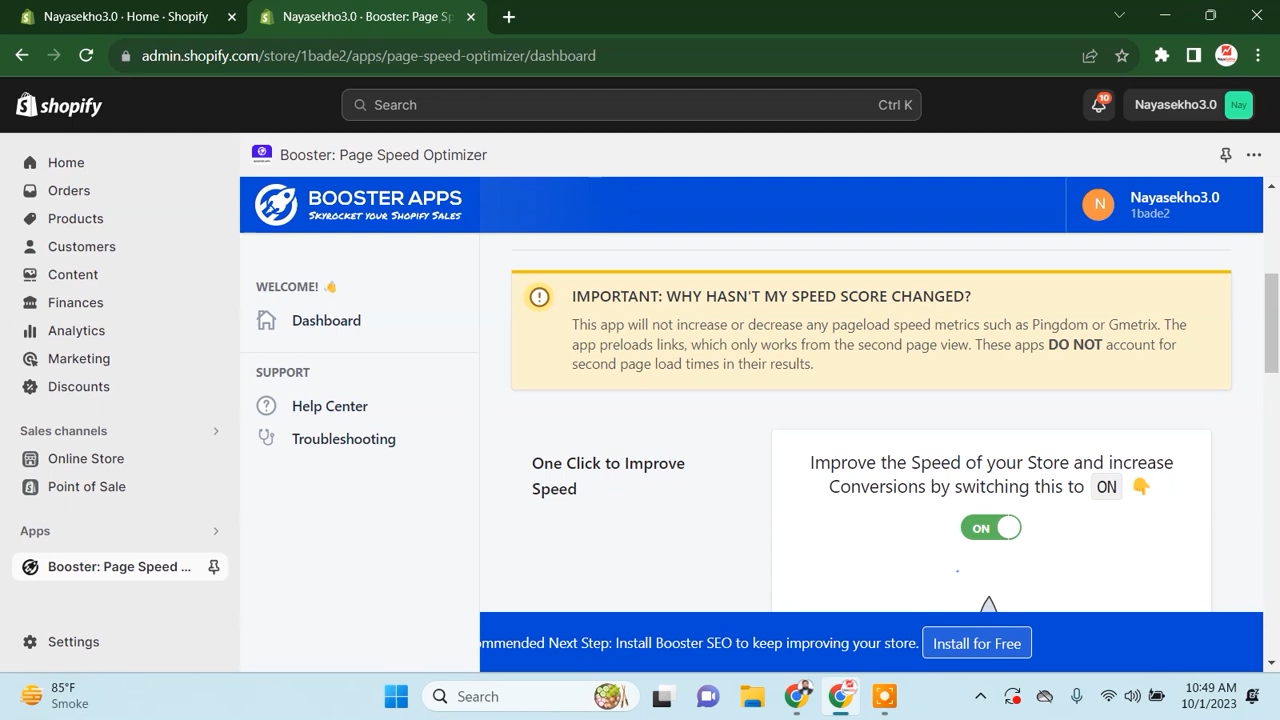 Nayasekho3.0 · Home · Shopify
Nayasekho3.0 · Booster: Page Sp
admin.shopify.com/store/1bade2/apps/page-speed-optimizer/dashboard
shopify
Search
Ctrl K
10
Nayasekho3.0
Nay
Home
Orders
Products
Customers
Content
Finances
Analytics
Marketing
Discounts
Sales channels
Online Store
Point of Sale
Apps
Booster: Page Speed ...
Settings
Booster: Page Speed Optimizer
BOOSTER APPS
SKYROCKET YOUR SHOPIFY SALES
N
Nayasekho3.0
1bade2
WELCOME! 👋
Dashboard
SUPPORT
Help Center
Troubleshooting
IMPORTANT: WHY HASN'T MY SPEED SCORE CHANGED?
This app will not increase or decrease any pageload speed metrics such as Pingdom or Gmetrix. The
app preloads links, which only works from the second page view. These apps DO NOT account for
second page load times in their results.
One Click to Improve
Speed
Improve the Speed of your Store and increase
Conversions by switching this to ON 👇
ON
ommended Next Step: Install Booster SEO to keep improving your store.
Install for Free
85°F
Smoke
Search
10:49 AM
10/1/2023